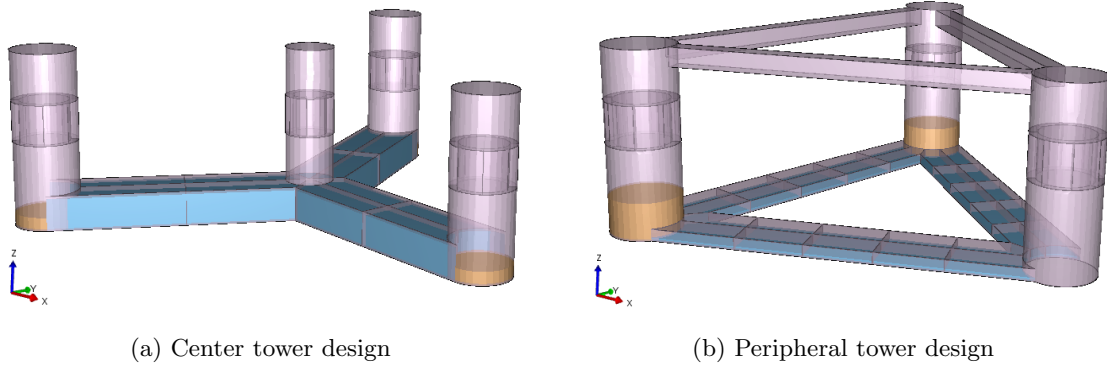 Z
Y
X
Z
Y
X
(a) Center tower design
(b) Peripheral tower design